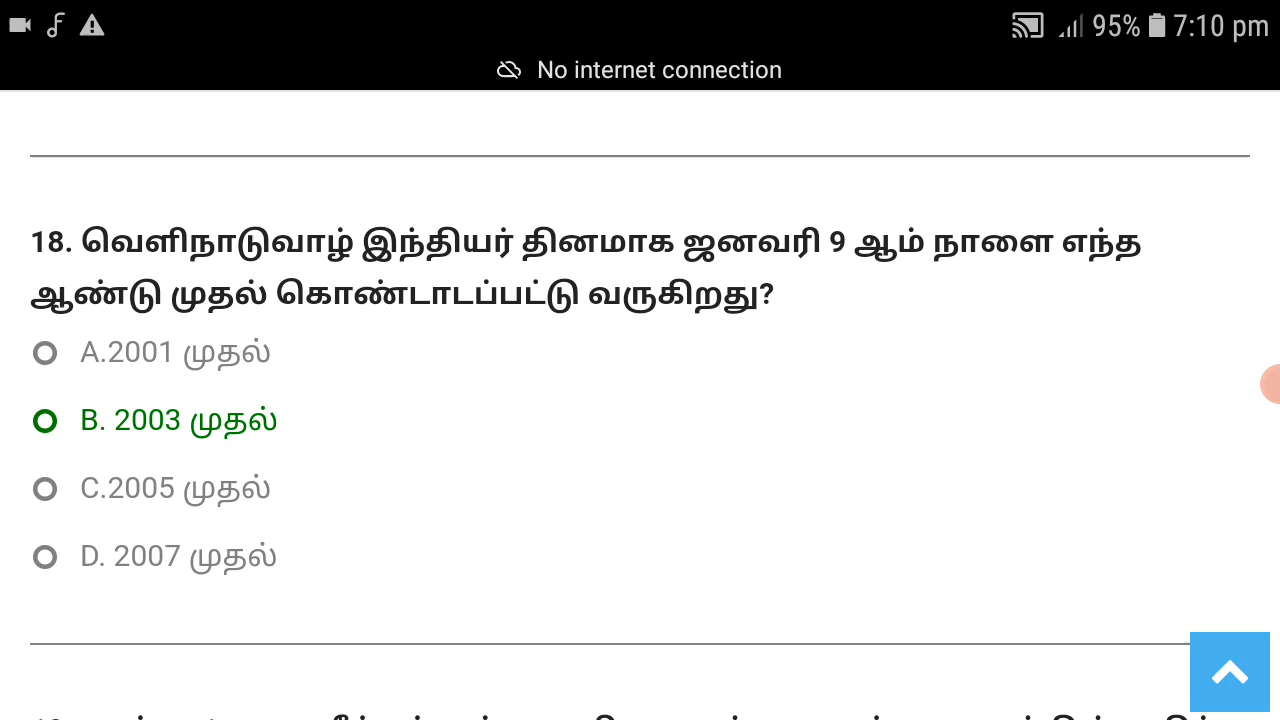 95% 7:10 pm
No internet connection
18. வெளிநாடுவாழ் இந்தியர் தினமாக ஜனவரி 9 ஆம் நாளை எந்த
ஆண்டு முதல் கொண்டாடப்பட்டு வருகிறது?
A.2001 முதல்
B. 2003 முதல்
C.2005 முதல்
D. 2007 முதல்